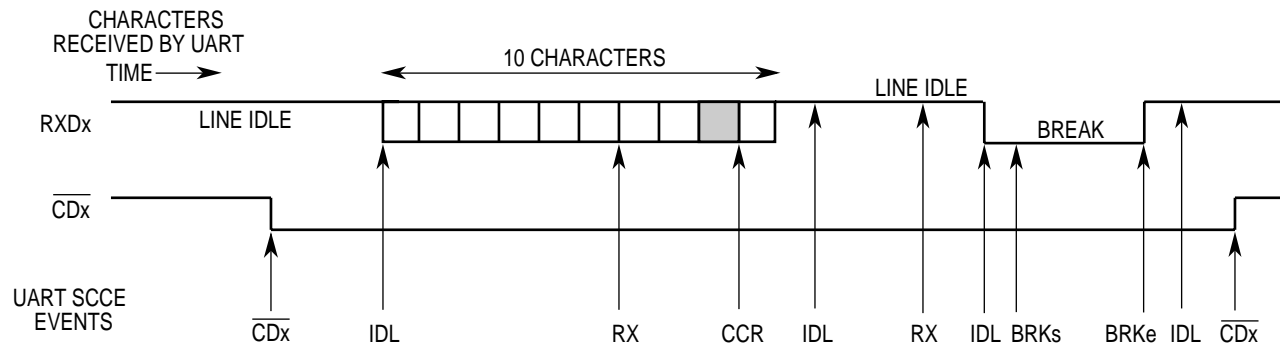 CHARACTERS
RECEIVED BY UART
TIME
10 CHARACTERS
RXDx
LINE IDLE
LINE IDLE
BREAK
CDx
UART SCCE
EVENTS
CDx
IDL
RX
CCR
IDL
RX
IDL
BRKs
BRKe
IDL
CDx